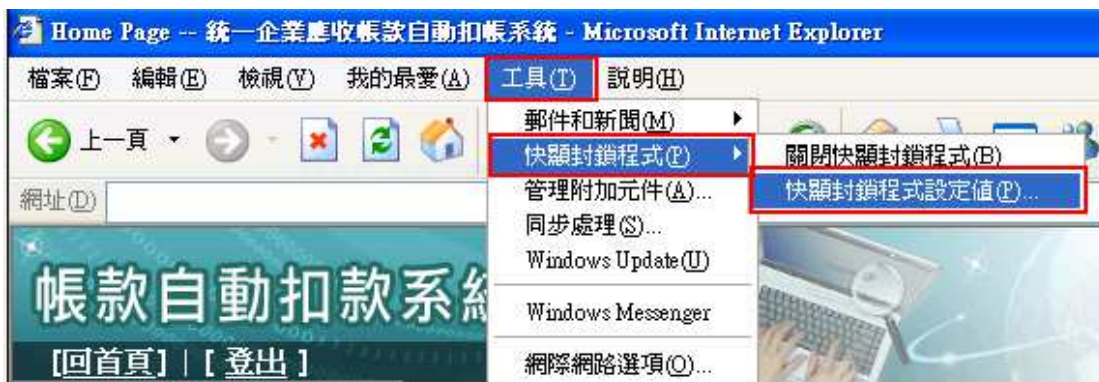 Home Page -- 統一企業應收帳款自動扣帳系統 - Microsoft Internet Explorer
檔案(F) 編輯(E) 檢視(V) 我的最愛(A) 工具(T) 說明(H)
上一頁
郵件和新聞(M)
快顯封鎖程式(P)
關閉快顯封鎖程式(B)
快顯封鎖程式設定值(P)...
網址(D)
管理附加元件(A)...
同步處理(S)...
Windows Update(U)
帳款自動扣款系統
Windows Messenger
[回首頁] | [ 登出 ]
網際網路選項(O)...